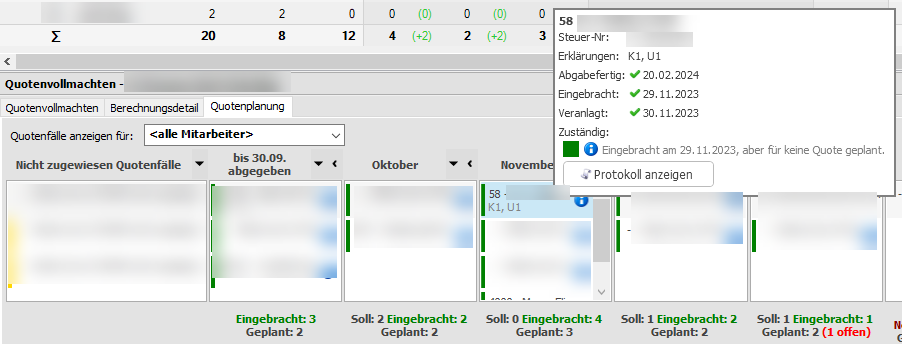 2 2 0 0 (0) 0 (0)
Σ 20 8 12 4 (+2) 2 (+2) 3
58
Steuer-Nr:
Erklärungen: K1, U1
Abgabefertig: 20.02.2024
Eingebracht: 29.11.2023
Veranlagt: 30.11.2023
Zuständig:
Eingebracht am 29.11.2023, aber für keine Quote geplant.
Protokoll anzeigen
Quotenvollmachten -
Quotenvollmachten Berechnungsdetail Quotenplanung
Quotenfälle anzeigen für: <alle Mitarbeiter>
Nicht zugewiesen Quotenfälle
bis 30.09.
abgegeben
Oktober
Novembe
58 -
K1, U1
Eingebracht: 3
Geplant: 2
Soll: 2 Eingebracht: 2
Geplant: 2
Soll: 0 Eingebracht: 4
Geplant: 3
Soll: 1 Eingebracht: 2
Geplant: 2
Soll: 1 Eingebracht: 1
Geplant: 2 (1 offen)